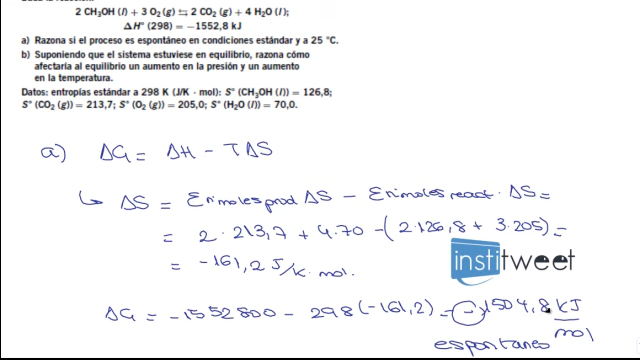 2 CH₃OH (l) + 3 O₂ (g) ⇆ 2 CO₂ (g) + 4 H₂O (l);
ΔH° (298) = −1552,8 kJ
a) Razona si el proceso es espontáneo en condiciones estándar y a 25 °C.
b) Suponiendo que el sistema estuviese en equilibrio, razona cómo
afectaría al equilibrio un aumento en la presión y un aumento
en la temperatura.
Datos: entropías estándar a 298 K (J/K · mol): S° (CH₃OH (l)) = 126,8;
S° (CO₂ (g)) = 213,7; S° (O₂ (g)) = 205,0; S° (H₂O (l)) = 70,0.
a) ΔG = ΔH − TΔS
↳ ΔS = Σnimolesprod ΔS − Σnimolesreact · ΔS =
= 2 · 213,7 + 4·70 − (2·126,8 + 3·205) =
= −161,2 J/K·mol.
institweet
ΔG = −1552800 − 298 (−161,2) = −1504,8 kJ/mol
espontaneo